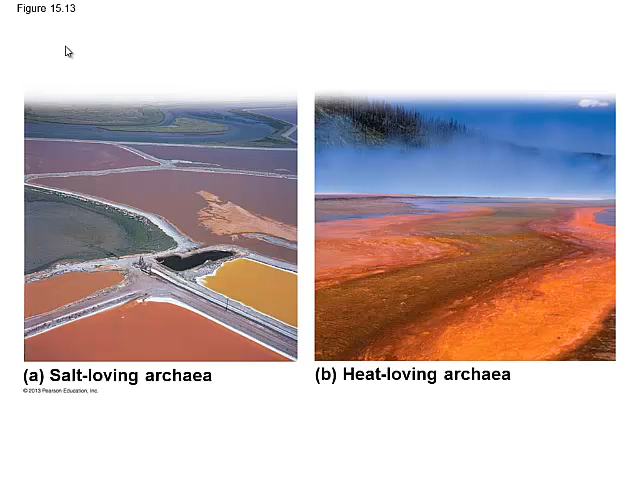 Figure 15.13
(a) Salt-loving archaea
(b) Heat-loving archaea
© 2013 Pearson Education, Inc.